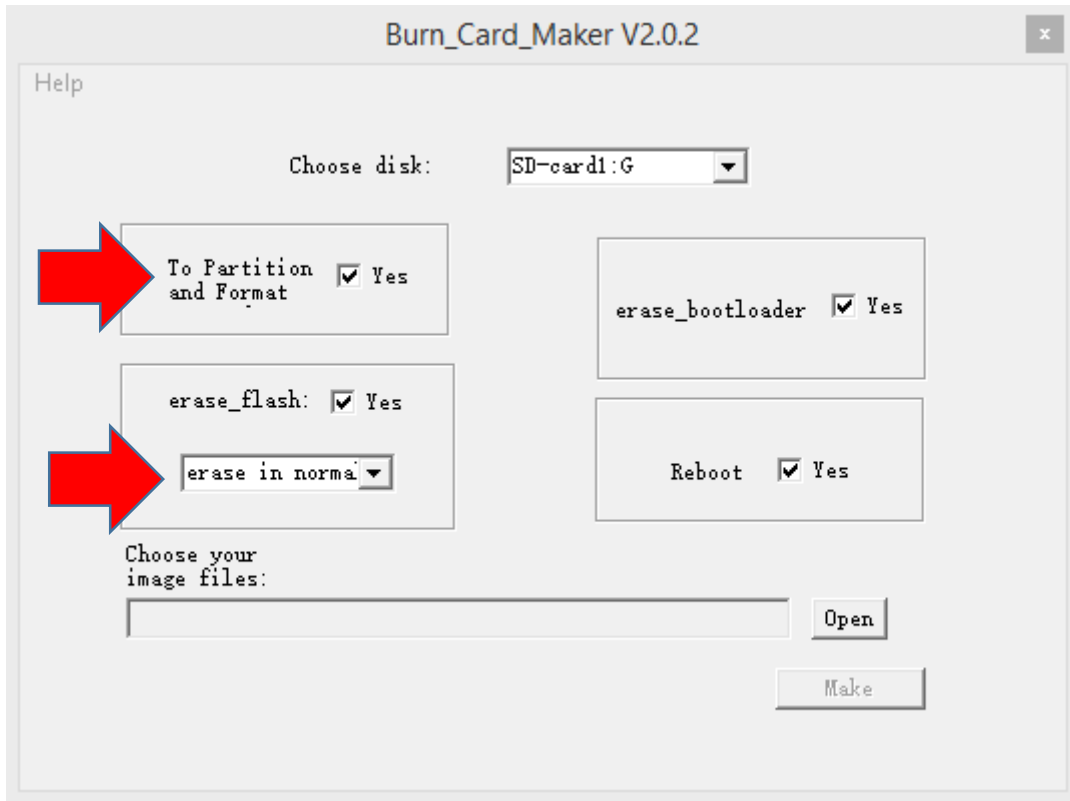 Burn_Card_Maker V2.0.2
x
Help
Choose disk: SD-card1:G
To Partition
and Format
Yes
erase_bootloader Yes
erase_flash: Yes
erase in normal
Reboot Yes
Choose your
image files:
Open
Make